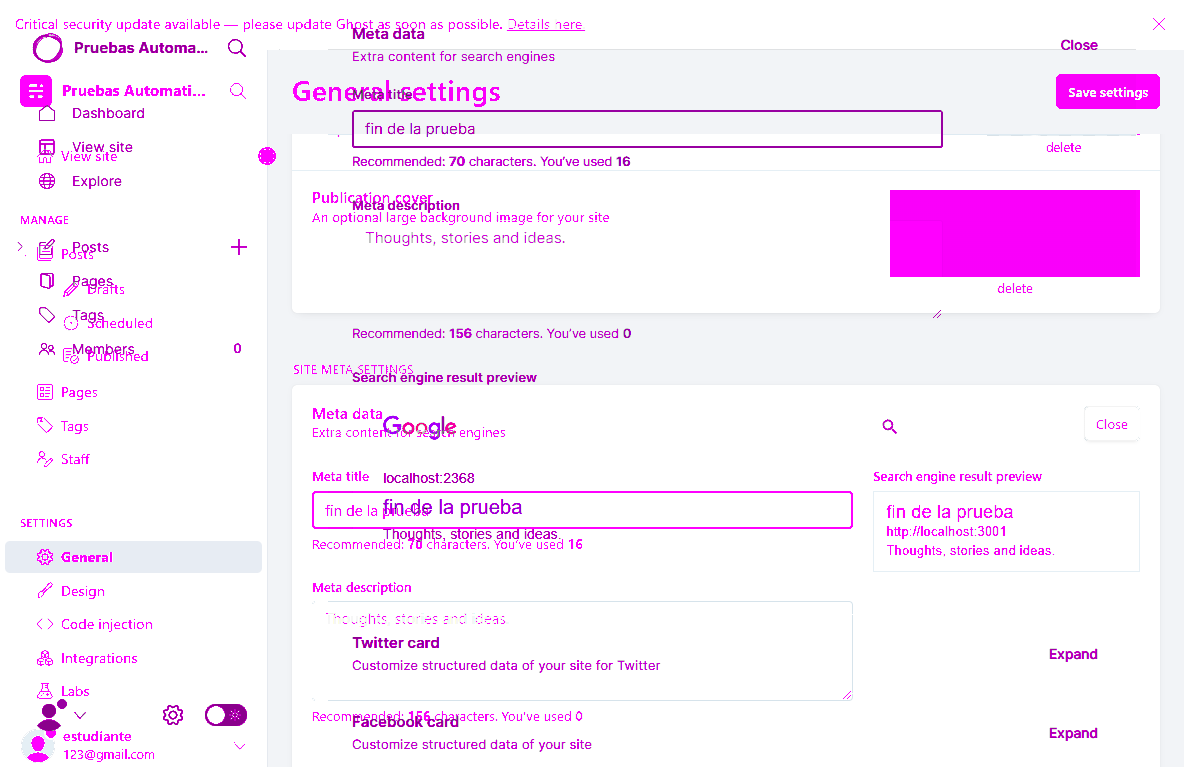 Critical security update available — please update Ghost as soon as possible. Details here
Meta data
Pruebas Automa...
Close
Extra content for search engines
Pruebas Automati...
General settings
Meta title
Save settings
Dashboard
fin de la prueba
View site
delete
View site
Recommended: 70 characters. You've used 16
Explore
Publication cover
Meta description
MANAGE
An optional large background image for your site
Thoughts, stories and ideas.
Posts
Posts
Pages
Drafts
delete
Tags
Scheduled
Recommended: 156 characters. You've used 0
Members 0
Published
SITE META SETTINGS
Search engine result preview
Pages
Meta data
Google
Tags
Extra content for search engines
Close
Staff
Meta title
localhost:2368
Search engine result preview
fin de la prueba
fin de la prueba
fin de la prueba
SETTINGS
http://localhost:3001
Thoughts, stories and ideas.
Recommended: 70 characters. You've used 16
Thoughts, stories and ideas.
General
Meta description
Design
Thoughts, stories and ideas.
Code injection
Twitter card
Integrations
Customize structured data of your site for Twitter
Expand
Labs
Recommended: 156 characters. You've used 0
Facebook card
estudiante
Expand
Customize structured data of your site
123@gmail.com